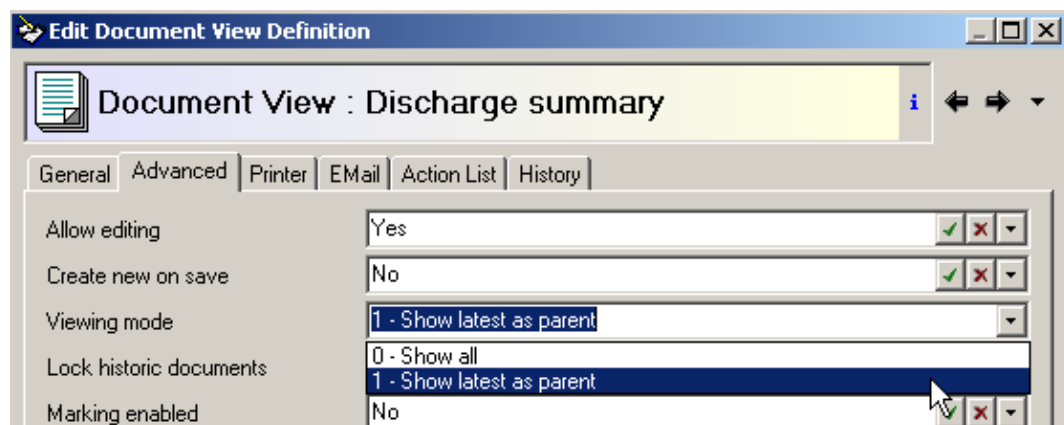 Edit Document View Definition
Document View : Discharge summary
i
General Advanced Printer EMail Action List History
Allow editing Yes
Create new on save No
Viewing mode 1 - Show latest as parent
0 - Show all
Lock historic documents
1 - Show latest as parent
Marking enabled No